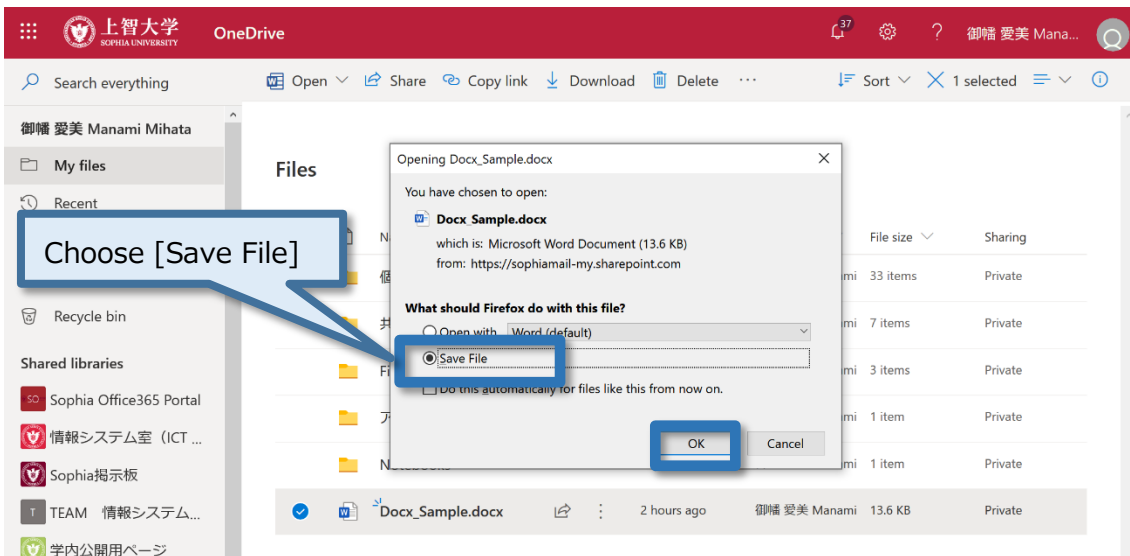 上智大学
SOPHIA UNIVERSITY
OneDrive
37
御幡 愛美 Mana...
Search everything
Open
Share
Copy link
Download
Delete
...
Sort
1 selected
御幡 愛美 Manami Mihata
My files
Recent
Recycle bin
Shared libraries
SO
Sophia Office365 Portal
情報システム室（ICT ...
Sophia掲示板
T
TEAM 情報システム...
学内公開用ページ
Choose [Save File]
Files
File size
Sharing
33 items
Private
7 items
Private
3 items
Private
1 item
Private
1 item
Private
Docx_Sample.docx
2 hours ago
御幡 愛美 Manami
13.6 KB
Private
Opening Docx_Sample.docx
You have chosen to open:
Docx_Sample.docx
which is: Microsoft Word Document (13.6 KB)
from: https://sophiamail-my.sharepoint.com
What should Firefox do with this file?
Open with
Word (default)
Save File
Do this automatically for files like this from now on.
OK
Cancel